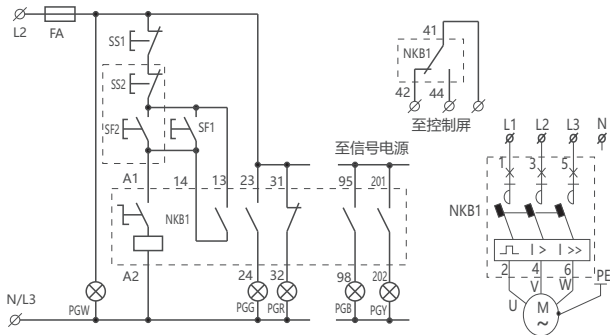 L2
FA
SS1
SS2
SF2
SF1
A1
14
13
23
31
95
201
NKB1
A2
24
32
98
202
N/L3
PGW
PGG
PGR
PGB
PGY
至信号电源
41
NKB1
42
44
至控制屏
L1
L2
L3
N
1
3
5
NKB1
I >
I >>
2
4
6
PE
U
V
W
M
~